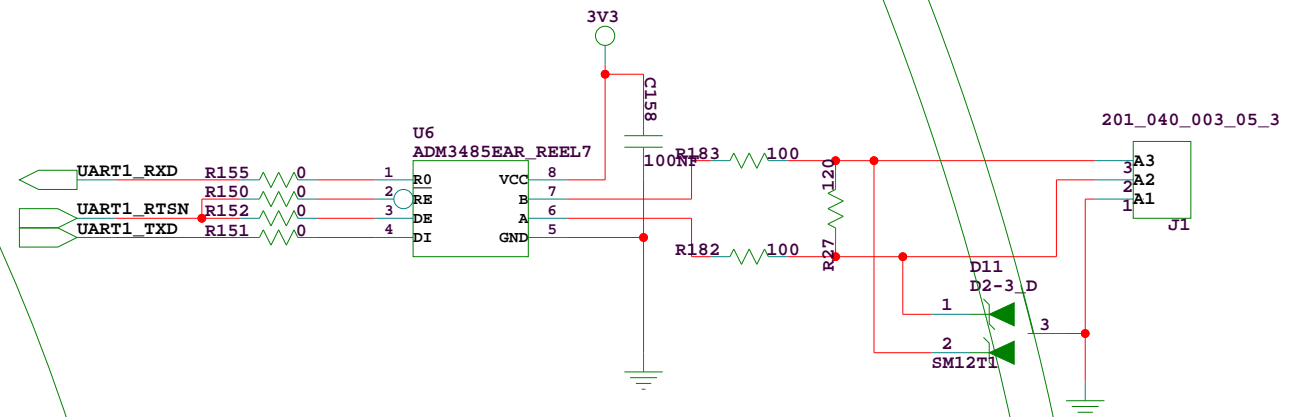 3V3
C158
100NF
201_040_003_05_3
U6
ADM3485EAR_REEL7
UART1_RXD R155 0 1 R0 VCC 8
R150 0 2 RE B 7
UART1_RTSN R152 0 3 DE A 6
UART1_TXD R151 0 4 DI GND 5
R183 100
R182 100
120
R27
A3 3
A2 2
A1 1
J1
D11
D2-3_D
1
3
2
SM12T1